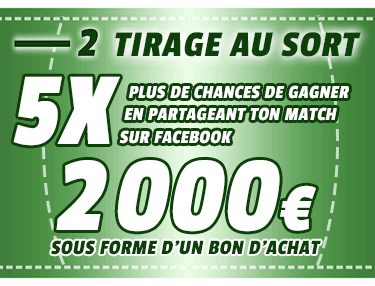 2 TIRAGE AU SORT
5X PLUS DE CHANCES DE GAGNER
EN PARTAGEANT TON MATCH
SUR FACEBOOK
2 000€
SOUS FORME D'UN BON D'ACHAT